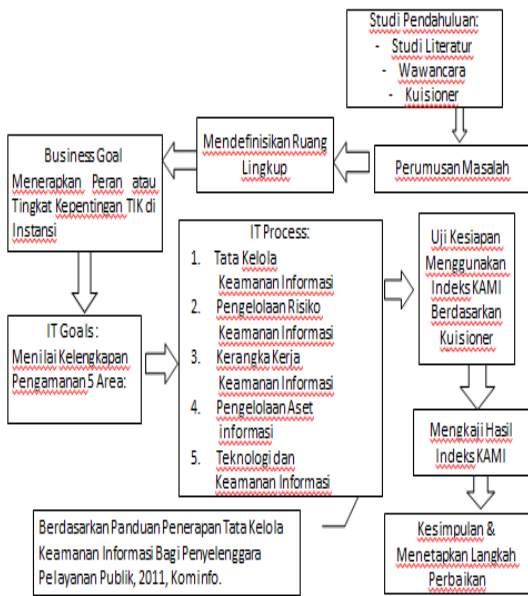 Studi Pendahuluan:
- Studi Literatur
- Wawancara
- Kuisioner
Perumusan Masalah
Mendefinisikan Ruang
Lingkup
Business Goal
Menerapkan Peran atau
Tingkat Kepentingan TIK di
Instansi
IT Goals :
Menilai Kelengkapan
Pengamanan 5 Area:
IT Process:
1. Tata Kelola
Keamanan Informasi
2. Pengelolaan Risiko
Keamanan Informasi
3. Kerangka Kerja
Keamanan Informasi
4. Pengelolaan Aset
informasi
5. Teknologi dan
Keamanan Informasi
Berdasarkan Panduan Penerapan Tata Kelola
Keamanan Informasi Bagi Penyelenggara
Pelayanan Publik, 2011, Kominfo.
Uji Kesiapan
Menggunakan
Indeks KAMI
Berdasarkan
Kuisioner
Mengkaji Hasil
Indeks KAMI
Kesimpulan &
Menetapkan Langkah
Perbaikan